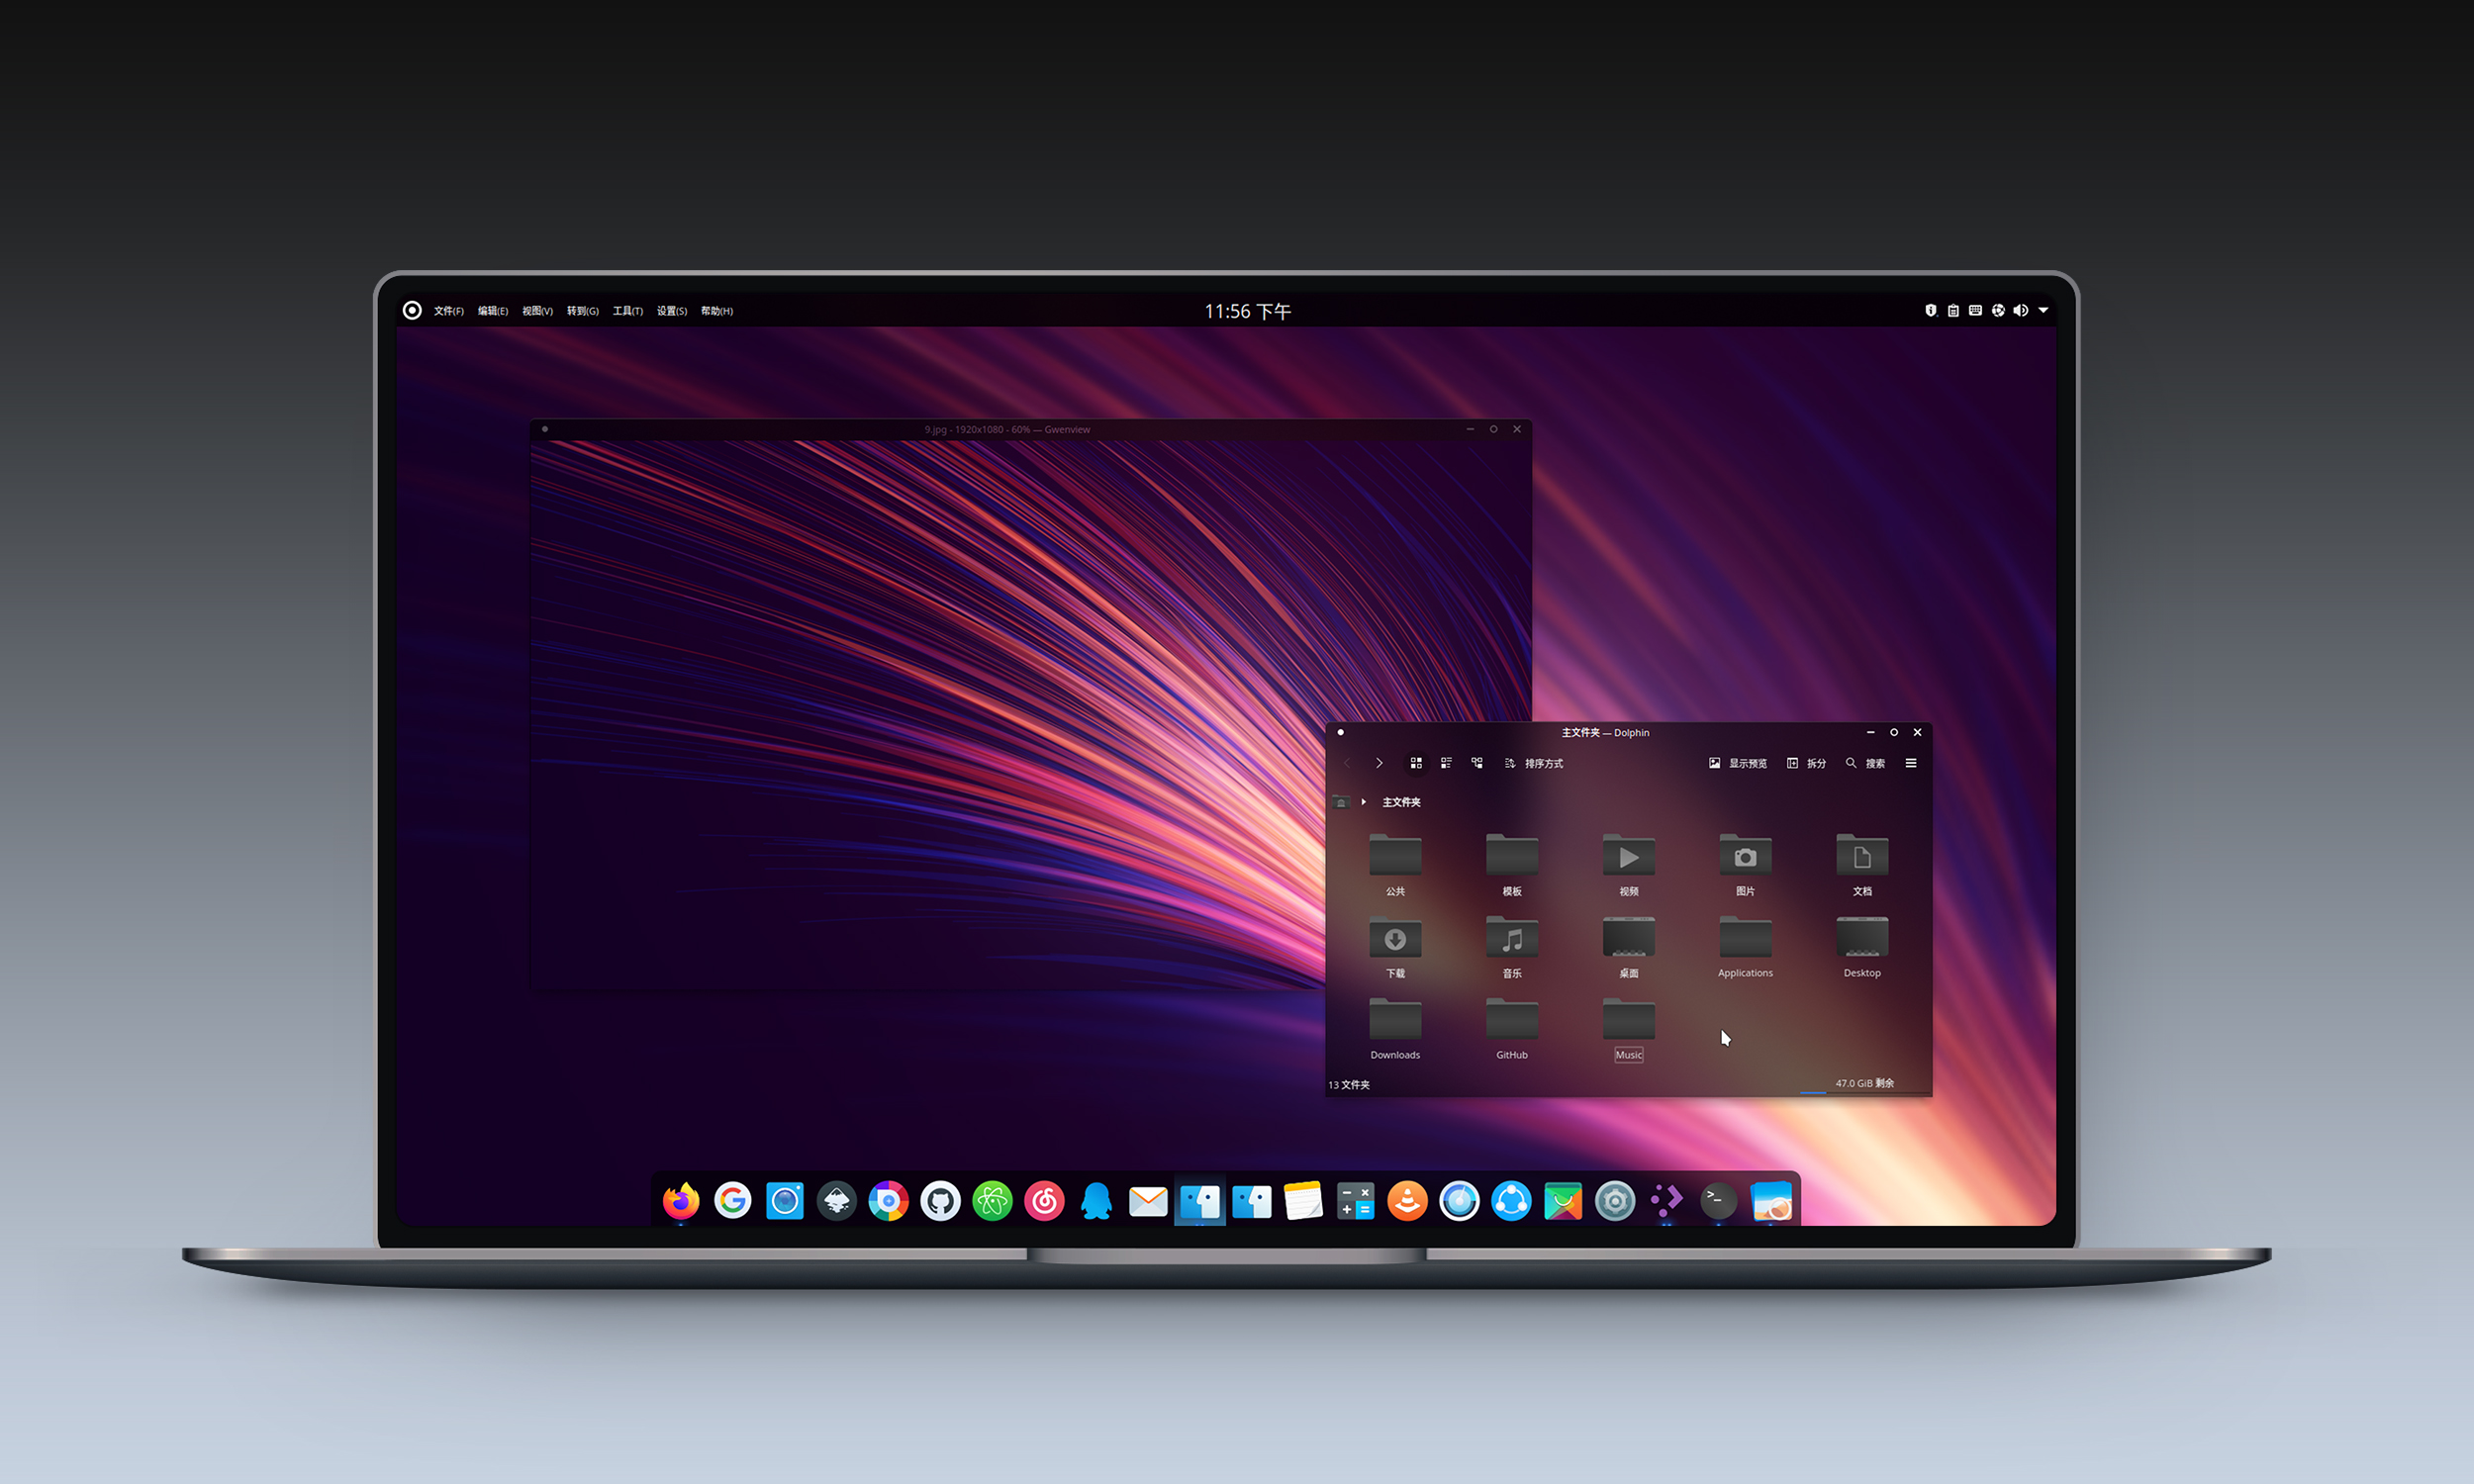 文件(F) 编辑(E) 视图(V) 转到(G) 工具(T) 设置(S) 帮助(H) 11:56 下午
9.jpg - 1920x1080 - 60% — Gwenview
主文件夹 — Dolphin
排序方式 显示预览 拆分 搜索
主文件夹
公共 模板 视频 图片 文档
下载 音乐 桌面 Applications Desktop
Downloads GitHub Music
13 文件夹 47.0 GiB 剩余